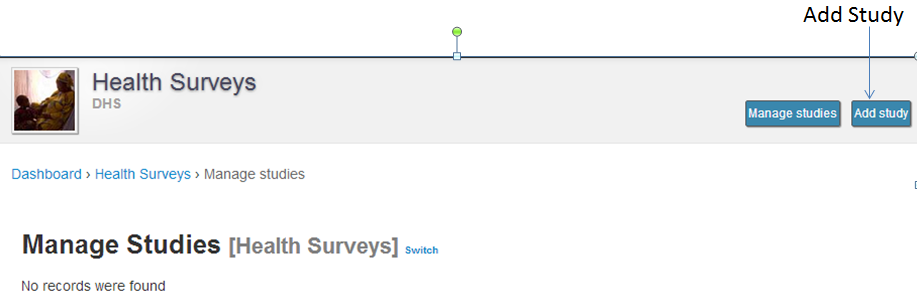 Add Study
Health Surveys
DHS
Manage studies Add study
Dashboard › Health Surveys › Manage studies
Manage Studies [Health Surveys] Switch
No records were found